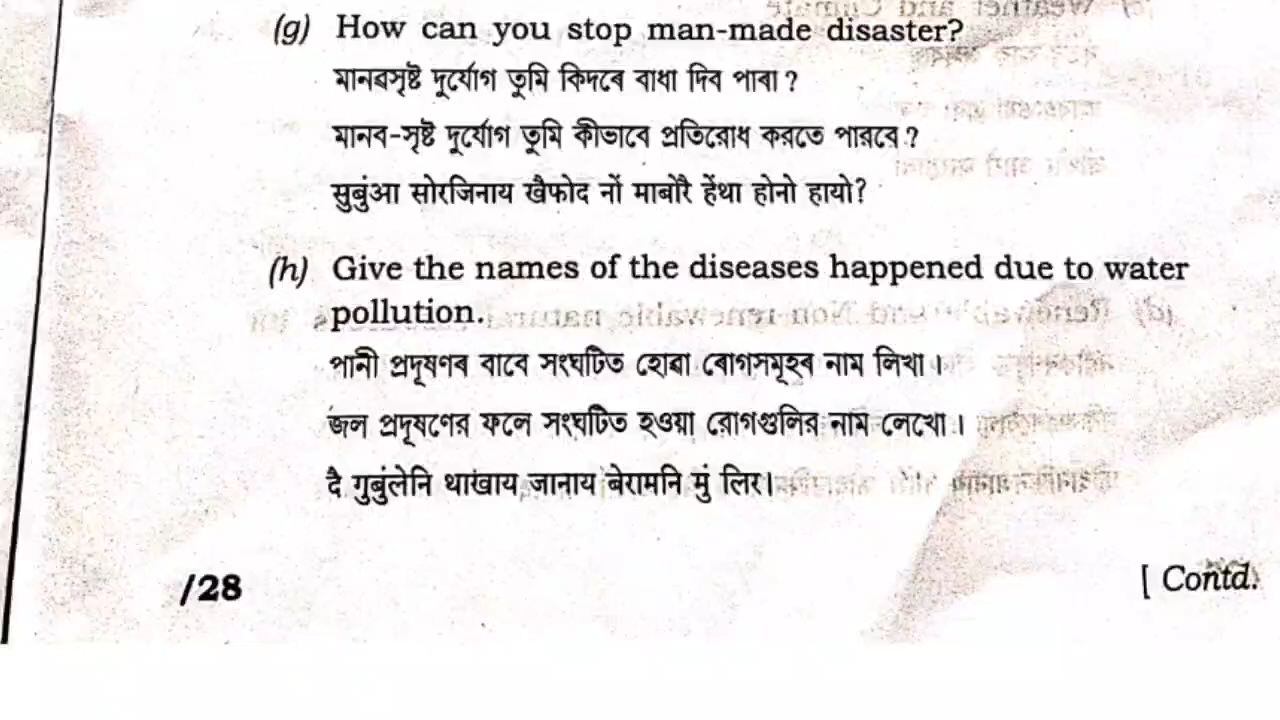 (g) How can you stop man-made disaster?
মানৱসৃষ্ট দুৰ্যোগ তুমি কিদৰে বাধা দিব পাৰা ?
মানব-সৃষ্ট দুর্যোগ তুমি কীভাবে প্রতিরোধ করতে পারবে ?
सुबुंआ सोरजिनाय खैफोद नों माबोरै हेंथा होनो हायो?
(h) Give the names of the diseases happened due to water
pollution.
পানী প্ৰদূষণৰ বাবে সংঘটিত হোৱা ৰোগসমূহৰ নাম লিখা ।
জল প্রদূষণের ফলে সংঘটিত হওয়া রোগগুলির নাম লেখো ।
दै गुबुंलेनि थाखाय जानाय बेरामनि मुं लिर।
/28
[ Contd.